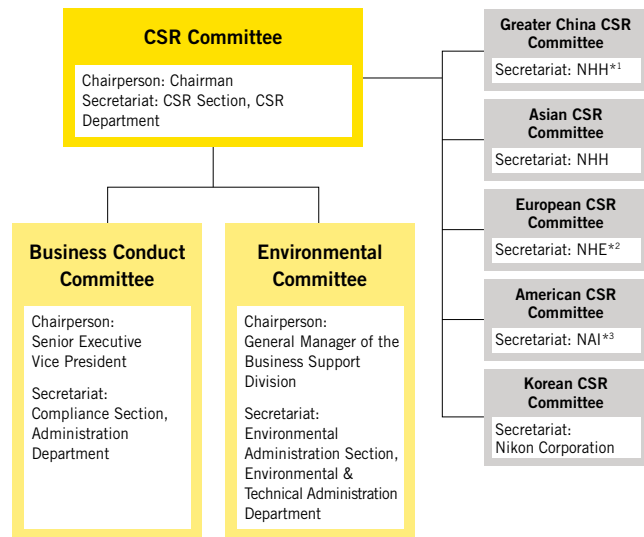 CSR Committee
Chairperson: Chairman
Secretariat: CSR Section, CSR
Department
Business Conduct
Committee
Chairperson:
Senior Executive
Vice President
Secretariat:
Compliance Section,
Administration
Department
Environmental
Committee
Chairperson:
General Manager of the
Business Support
Division
Secretariat:
Environmental
Administration Section,
Environmental &
Technical Administration
Department
Greater China CSR
Committee
Secretariat: NHH*1
Asian CSR
Committee
Secretariat: NHH
European CSR
Committee
Secretariat: NHE*2
American CSR
Committee
Secretariat: NAI*3
Korean CSR
Committee
Secretariat:
Nikon Corporation